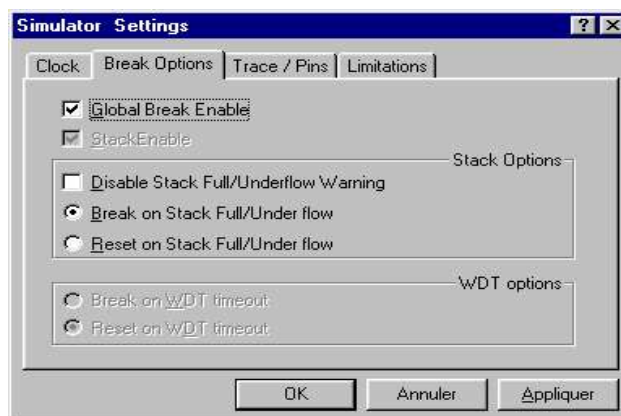 Simulator Settings
Clock Break Options Trace / Pins Limitations
Global Break Enable
StackEnable
Stack Options
Disable Stack Full/Underflow Warning
Break on Stack Full/Under flow
Reset on Stack Full/Under flow
WDT options
Break on WDT timeout
Reset on WDT timeout
OK Annuler Appliquer